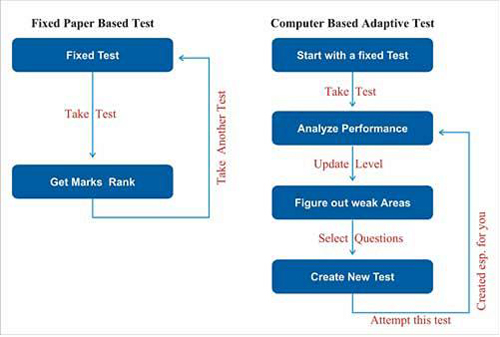 Fixed Paper Based Test
Fixed Test
Take Test
Get Marks Rank
Take Another Test
Computer Based Adaptive Test
Start with a fixed Test
Take Test
Analyze Performance
Update Level
Figure out weak Areas
Select Questions
Create New Test
Attempt this test
Created esp. for you